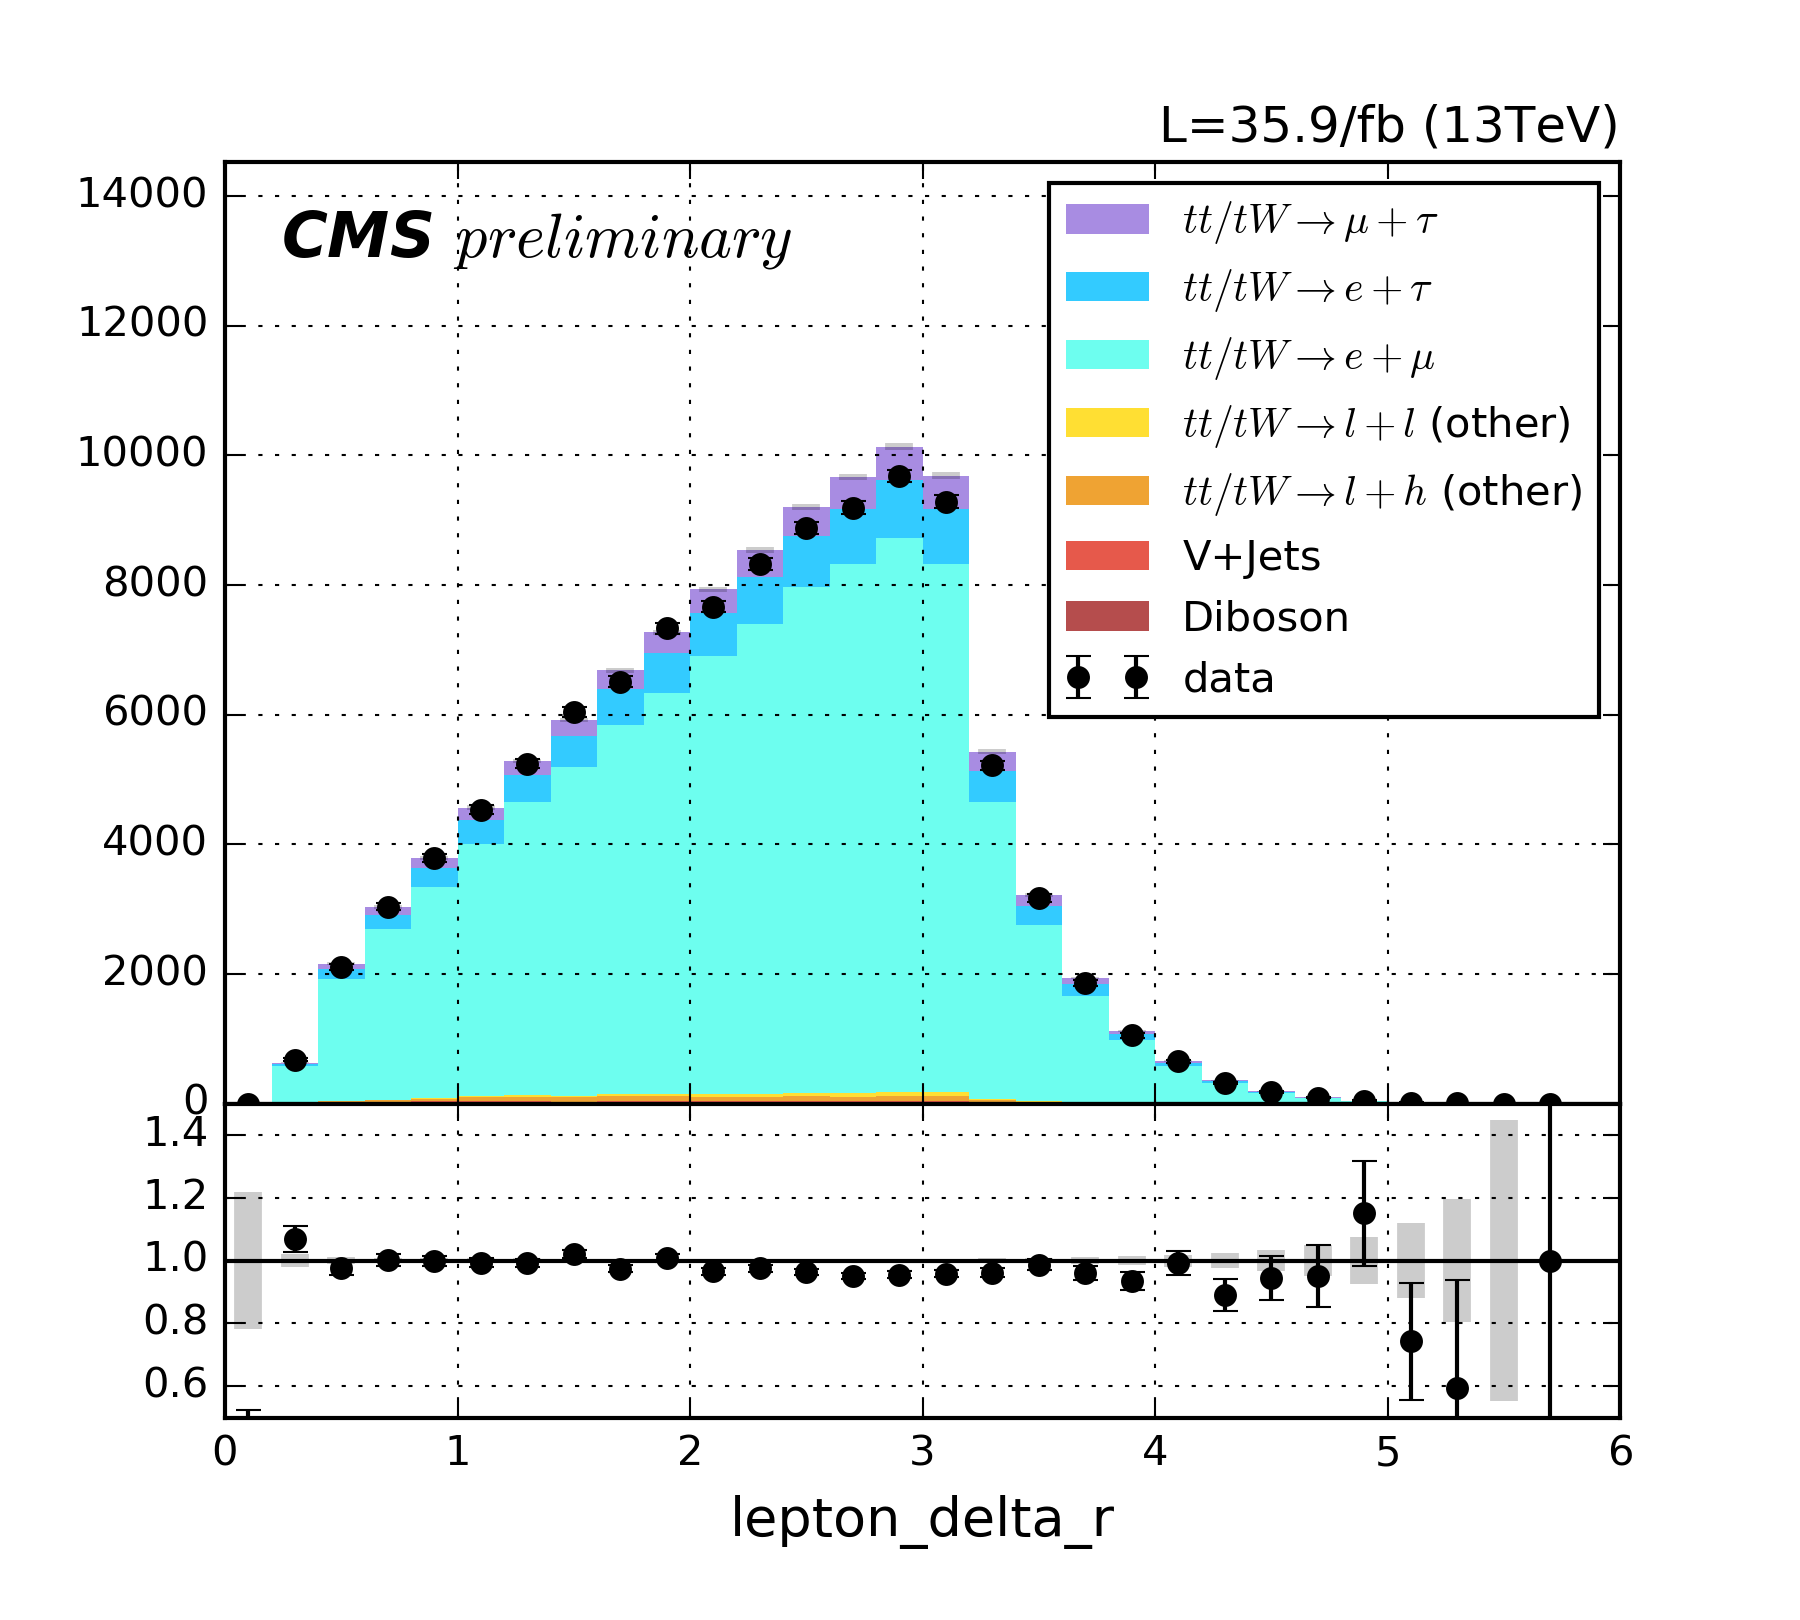 L=35.9/fb (13TeV)
CMS preliminary
14000
12000
10000
8000
6000
4000
2000
0
tt/tW → μ + τ
tt/tW → e + τ
tt/tW → e + μ
tt/tW → l + l (other)
tt/tW → l + h (other)
V+Jets
Diboson
data
1.4
1.2
1.0
0.8
0.6
0 1 2 3 4 5 6
lepton_delta_r